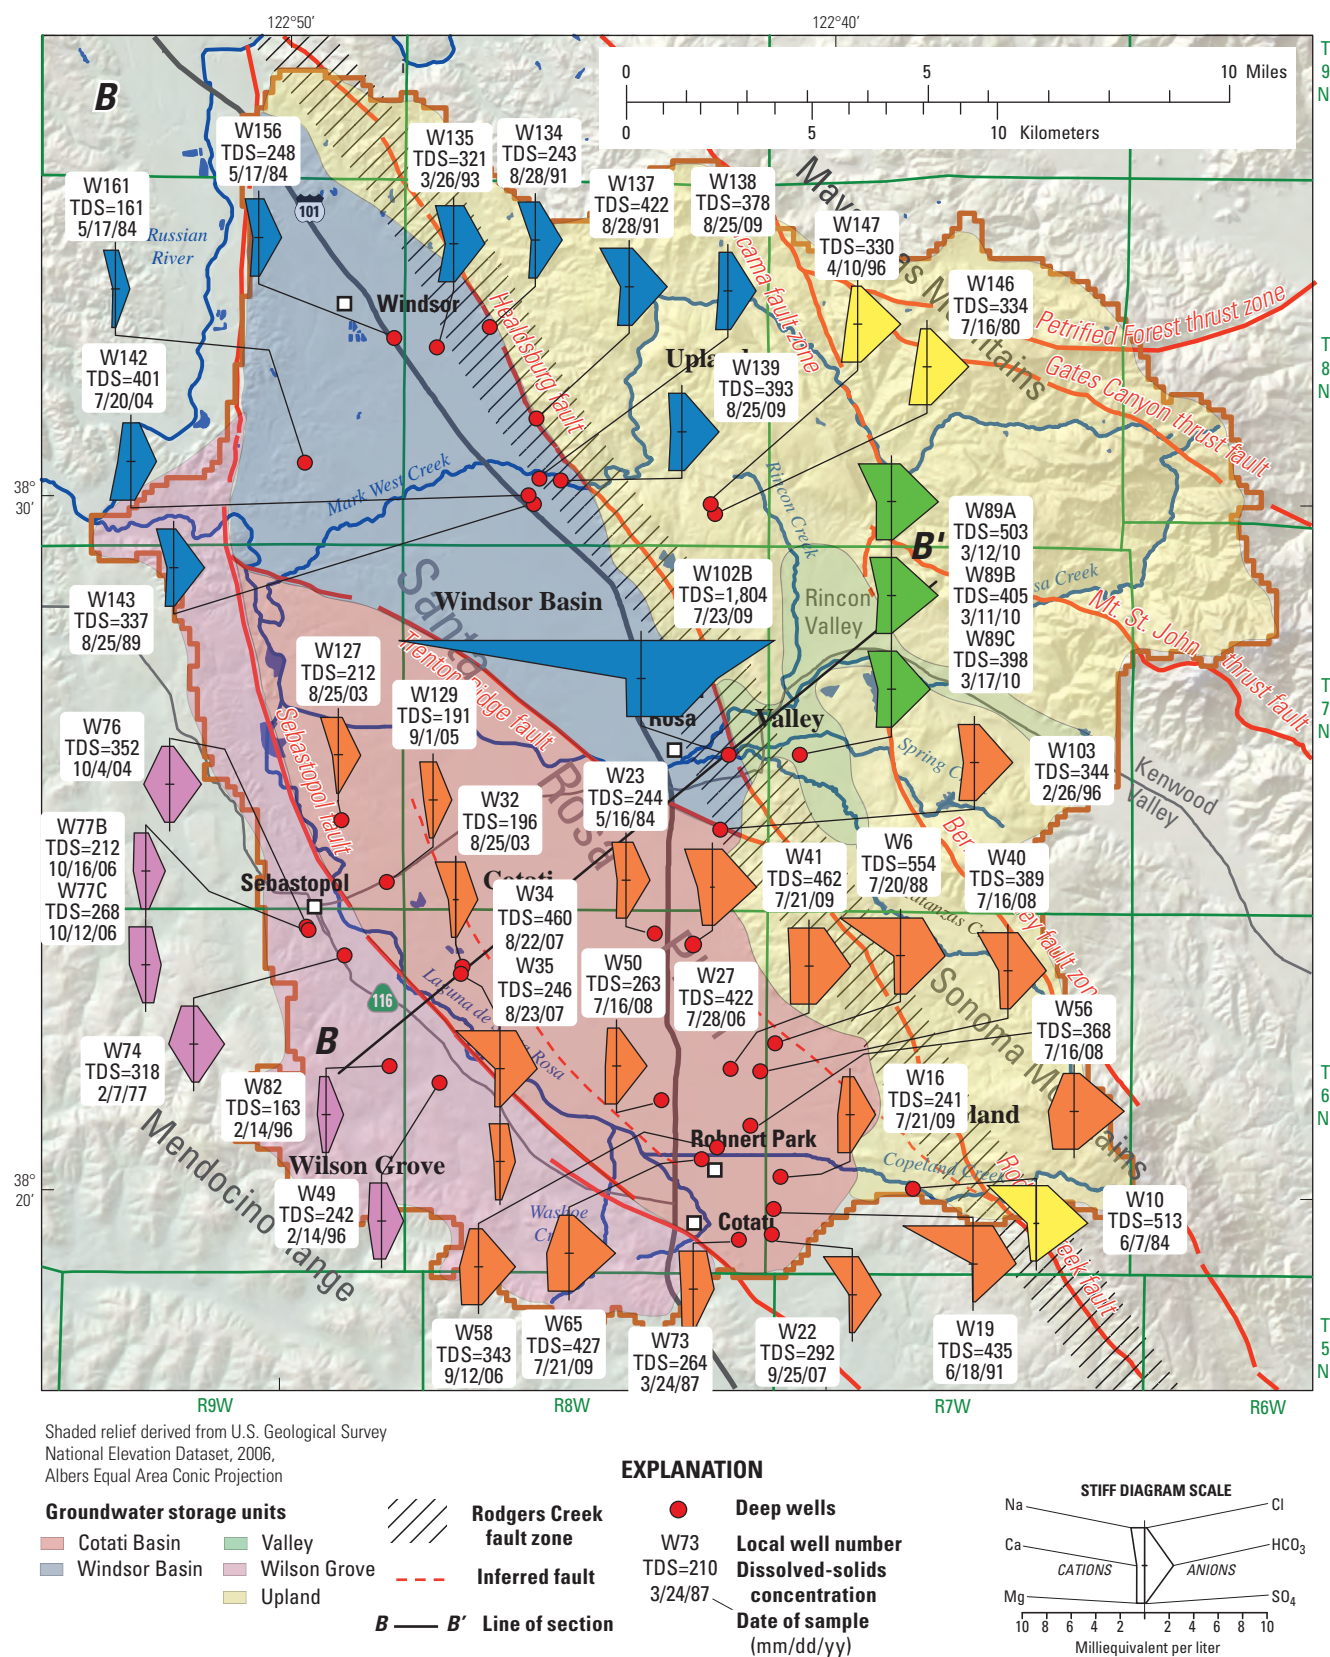 122°50'
122°40'
T
9
N
B
0 5 10 Miles
0 5 10 Kilometers
W156
TDS=248
5/17/84
W135
TDS=321
3/26/93
W134
TDS=243
8/28/91
W161
TDS=161
5/17/84
W137
TDS=422
8/28/91
W138
TDS=378
8/25/09
W147
TDS=330
4/10/96
W146
TDS=334
7/16/80
101
Russian
River
Windsor
Healdsburg fault
Petrified Forest thrust zone
Gates Canyon thrust fault
T
8
N
W142
TDS=401
7/20/04
W139
TDS=393
8/25/09
Mark West Creek
Rincon Creek
38°
30'
W143
TDS=337
8/25/89
Windsor Basin
W102B
TDS=1,804
7/23/09
Rincon
Valley
B'
W89A
TDS=503
3/12/10
W89B
TDS=405
3/11/10
W89C
TDS=398
3/17/10
Mt. St. John thrust fault
Santa
Rosa
W127
TDS=212
8/25/03
W129
TDS=191
9/1/05
Trenton Ridge fault
Sebastopol fault
Rosa
Valley
T
7
N
W76
TDS=352
10/4/04
W103
TDS=344
2/26/96
Kenwood
Valley
W23
TDS=244
5/16/84
W32
TDS=196
8/25/03
W77B
TDS=212
10/16/06
W77C
TDS=268
10/12/06
Sebastopol
W41
TDS=462
7/21/09
W6
TDS=554
7/20/88
W40
TDS=389
7/16/08
W34
TDS=460
8/22/07
W35
TDS=246
8/23/07
W50
TDS=263
7/16/08
W27
TDS=422
7/28/06
W56
TDS=368
7/16/08
116
B
W74
TDS=318
2/7/77
W82
TDS=163
2/14/96
W16
TDS=241
7/21/09
T
6
N
Mendocino Range
Wilson Grove
Rohnert Park
Copeland Creek
38°
20'
W49
TDS=242
2/14/96
Cotati
W10
TDS=513
6/7/84
W58
TDS=343
9/12/06
W65
TDS=427
7/21/09
W73
TDS=264
3/24/87
W22
TDS=292
9/25/07
W19
TDS=435
6/18/91
T
5
N
R9W R8W R7W R6W
Shaded relief derived from U.S. Geological Survey
National Elevation Dataset, 2006,
Albers Equal Area Conic Projection
EXPLANATION
Groundwater storage units
Cotati Basin
Windsor Basin
Valley
Wilson Grove
Upland
Rodgers Creek
fault zone
Inferred fault
B B' Line of section
Deep wells
W73 Local well number
TDS=210 Dissolved-solids
concentration
3/24/87 Date of sample
(mm/dd/yy)
STIFF DIAGRAM SCALE
Na Cl
Ca HCO3
CATIONS ANIONS
Mg SO4
10 8 6 4 2 2 4 6 8 10
Milliequivalent per liter